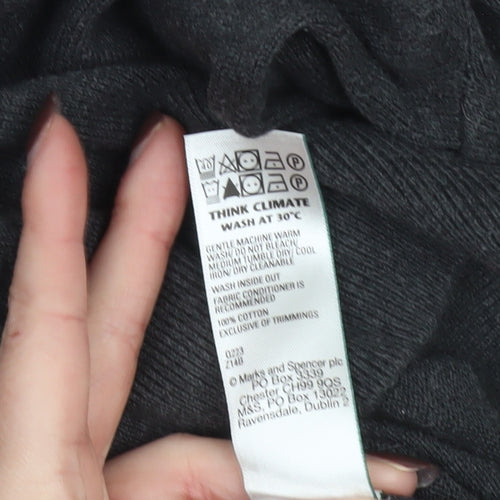 40 P
P
THINK CLIMATE
WASH AT 30°C
GENTLE MACHINE WARM
WASH/ DO NOT BLEACH/
MEDIUM TUMBLE DRY/ COOL
IRON/ DRY CLEANABLE
WASH INSIDE OUT
FABRIC CONDITIONER IS
RECOMMENDED
100% COTTON
EXCLUSIVE OF TRIMMINGS
0223
Z14B
© Marks and Spencer plc
PO Box 3339
Chester CH99 9QS
M&S, PO Box 13022
Ravensdale, Dublin 2